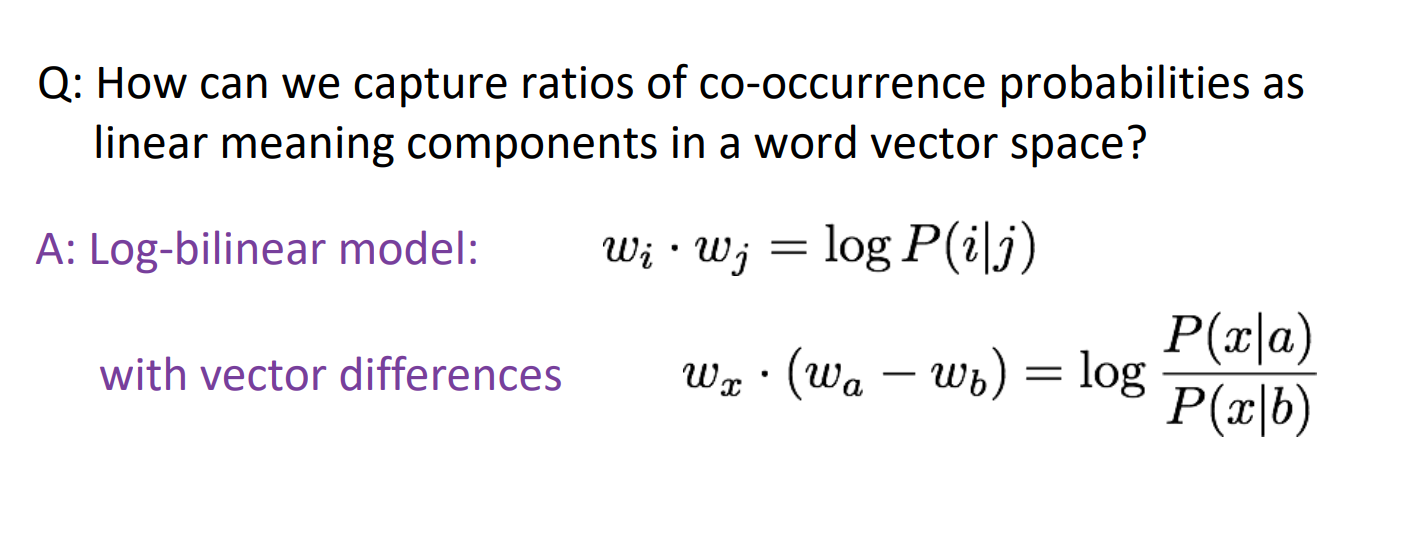 Q: How can we capture ratios of co-occurrence probabilities as
linear meaning components in a word vector space?
A: Log-bilinear model: $w_i \cdot w_j = \log P(i|j)$
with vector differences $w_x \cdot (w_a - w_b) = \log \frac{P(x|a)}{P(x|b)}$